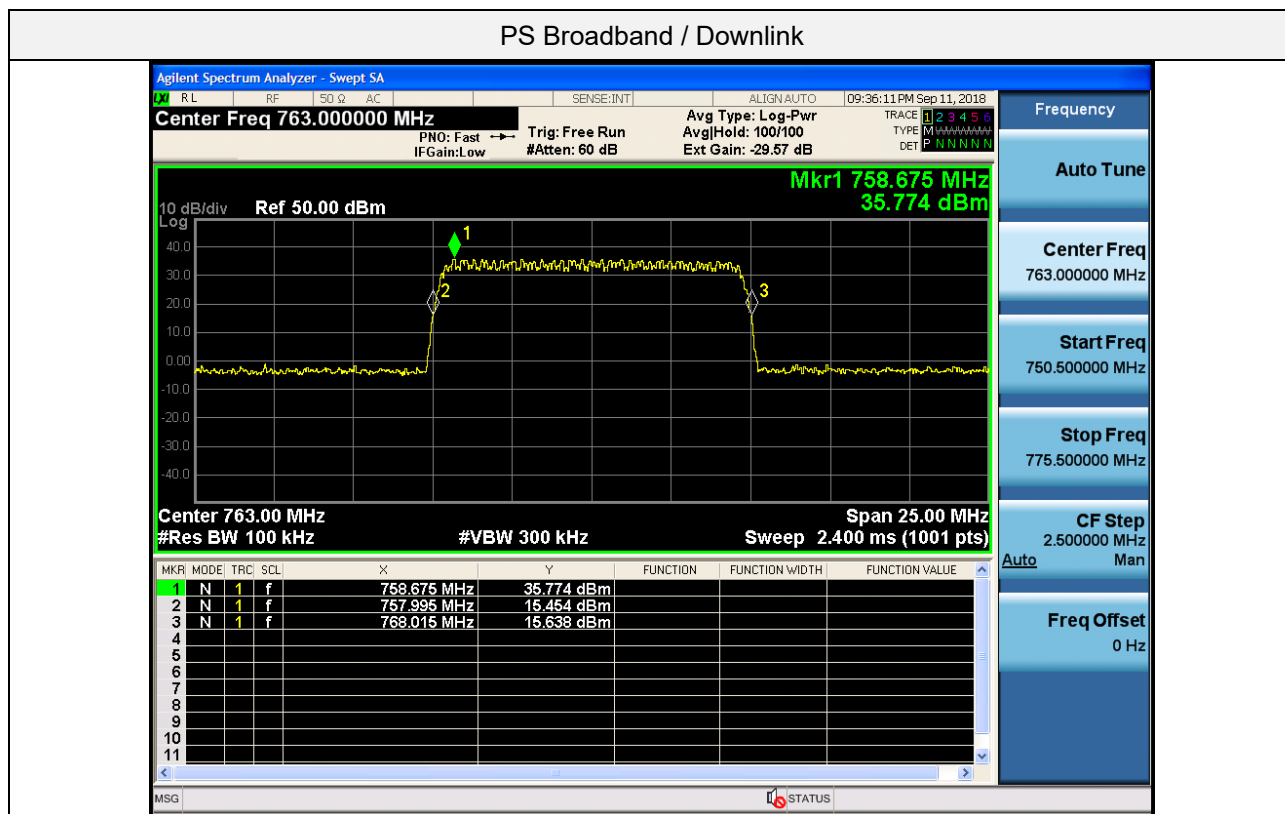 PS Broadband / Downlink
Agilent Spectrum Analyzer - Swept SA
LXI RL RF 50 Ω AC SENSE:INT ALIGN AUTO 09:36:11 PM Sep 11, 2018
Center Freq 763.000000 MHz
PNO: Fast
IFGain:Low
Trig: Free Run
#Atten: 60 dB
Avg Type: Log-Pwr
Avg|Hold: 100/100
Ext Gain: -29.57 dB
TRACE 1 2 3 4 5 6
TYPE M WWWWW
DET P N N N N N
Mkr1 758.675 MHz
35.774 dBm
10 dB/div Ref 50.00 dBm
Log
40.0
30.0
20.0
10.0
0.00
-10.0
-20.0
-30.0
-40.0
1
2
3
Center 763.00 MHz Span 25.00 MHz
#Res BW 100 kHz #VBW 300 kHz Sweep 2.400 ms (1001 pts)
MKR MODE TRC SCL X Y FUNCTION FUNCTION WIDTH FUNCTION VALUE
1 N 1 f 758.675 MHz 35.774 dBm
2 N 1 f 757.995 MHz 15.454 dBm
3 N 1 f 768.015 MHz 15.638 dBm
4
5
6
7
8
9
10
11
MSG STATUS
Frequency
Auto Tune
Center Freq
763.000000 MHz
Start Freq
750.500000 MHz
Stop Freq
775.500000 MHz
CF Step
2.500000 MHz
Auto Man
Freq Offset
0 Hz